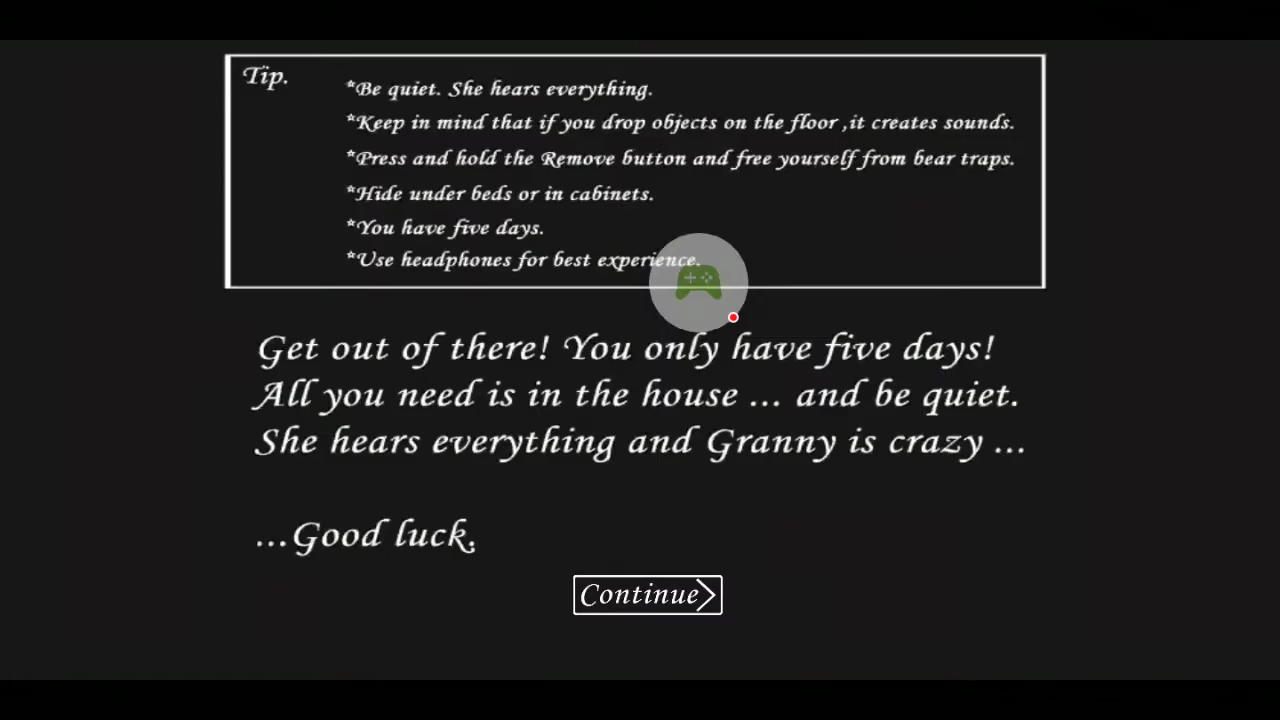 Tip.
*Be quiet. She hears everything.
*Keep in mind that if you drop objects on the floor ,it creates sounds.
*Press and hold the Remove button and free yourself from bear traps.
*Hide under beds or in cabinets.
*You have five days.
*Use headphones for best experience.
Get out of there! You only have five days!
All you need is in the house ... and be quiet.
She hears everything and Granny is crazy ...
...Good luck.
Continue